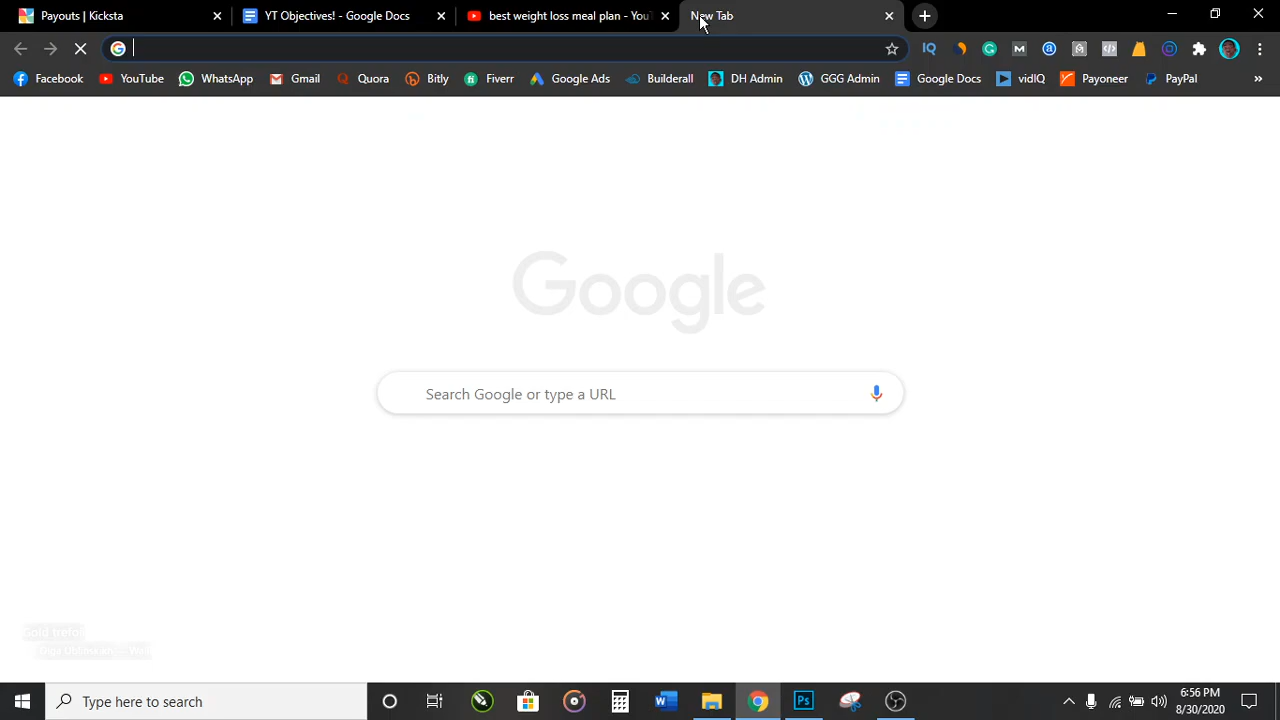 Payouts | Kicksta
YT Objectives! - Google Docs
best weight loss meal plan - YouT
New Tab
Facebook
YouTube
WhatsApp
Gmail
Quora
Bitly
Fiverr
Google Ads
Builderall
DH Admin
GGG Admin
Google Docs
vidIQ
Payoneer
PayPal
»
Google
Search Google or type a URL
Type here to search
6:56 PM
8/30/2020